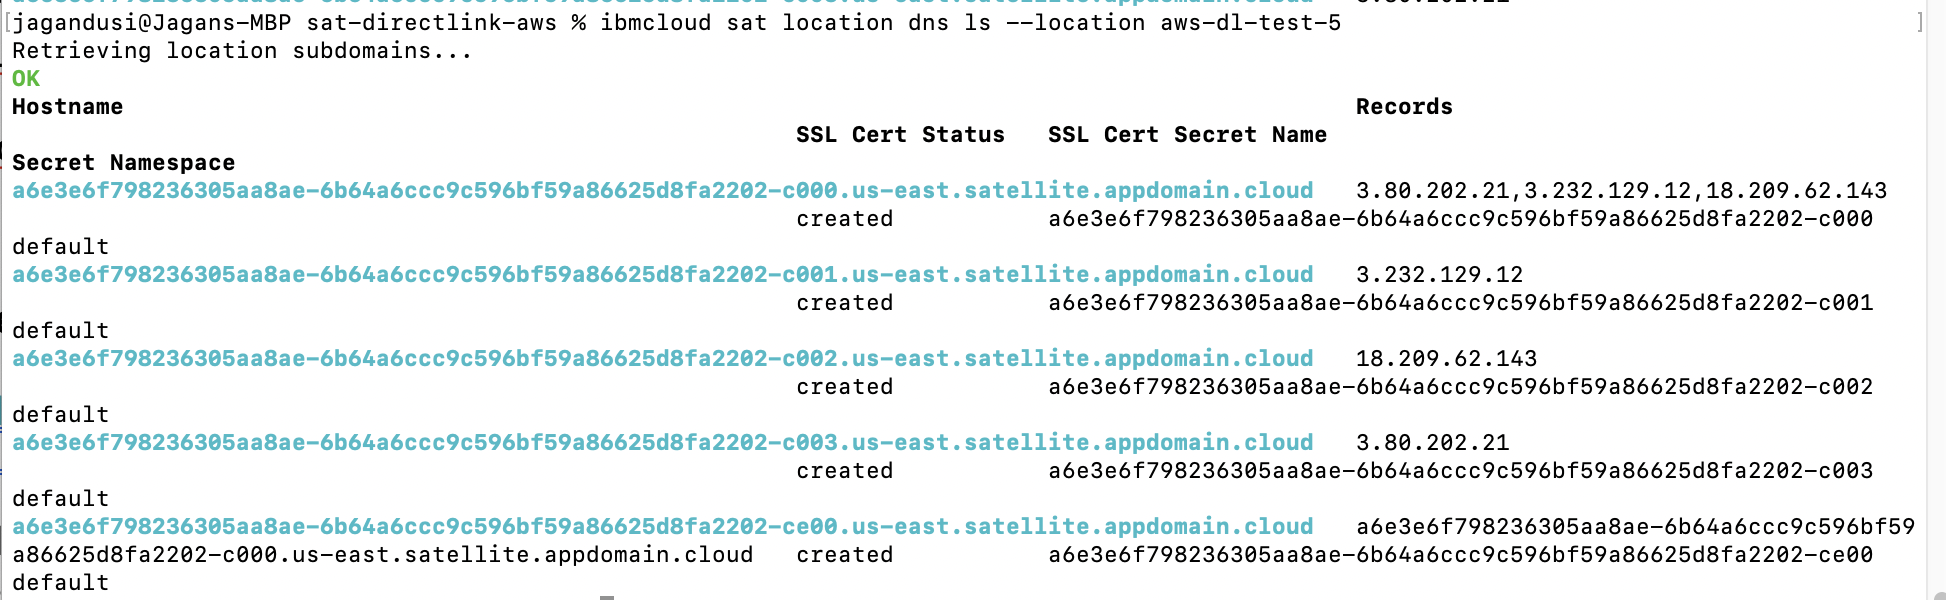 jagandusi@Jagans-MBP sat-directlink-aws % ibmcloud sat location dns ls --location aws-dl-test-5
Retrieving location subdomains...
OK
Hostname Records
SSL Cert Status SSL Cert Secret Name
Secret Namespace
a6e3e6f798236305aa8ae-6b64a6ccc9c596bf59a86625d8fa2202-c000.us-east.satellite.appdomain.cloud 3.80.202.21,3.232.129.12,18.209.62.143
created a6e3e6f798236305aa8ae-6b64a6ccc9c596bf59a86625d8fa2202-c000
default
a6e3e6f798236305aa8ae-6b64a6ccc9c596bf59a86625d8fa2202-c001.us-east.satellite.appdomain.cloud 3.232.129.12
created a6e3e6f798236305aa8ae-6b64a6ccc9c596bf59a86625d8fa2202-c001
default
a6e3e6f798236305aa8ae-6b64a6ccc9c596bf59a86625d8fa2202-c002.us-east.satellite.appdomain.cloud 18.209.62.143
created a6e3e6f798236305aa8ae-6b64a6ccc9c596bf59a86625d8fa2202-c002
default
a6e3e6f798236305aa8ae-6b64a6ccc9c596bf59a86625d8fa2202-c003.us-east.satellite.appdomain.cloud 3.80.202.21
created a6e3e6f798236305aa8ae-6b64a6ccc9c596bf59a86625d8fa2202-c003
default
a6e3e6f798236305aa8ae-6b64a6ccc9c596bf59a86625d8fa2202-ce00.us-east.satellite.appdomain.cloud a6e3e6f798236305aa8ae-6b64a6ccc9c596bf59
a86625d8fa2202-c000.us-east.satellite.appdomain.cloud created a6e3e6f798236305aa8ae-6b64a6ccc9c596bf59a86625d8fa2202-ce00
default